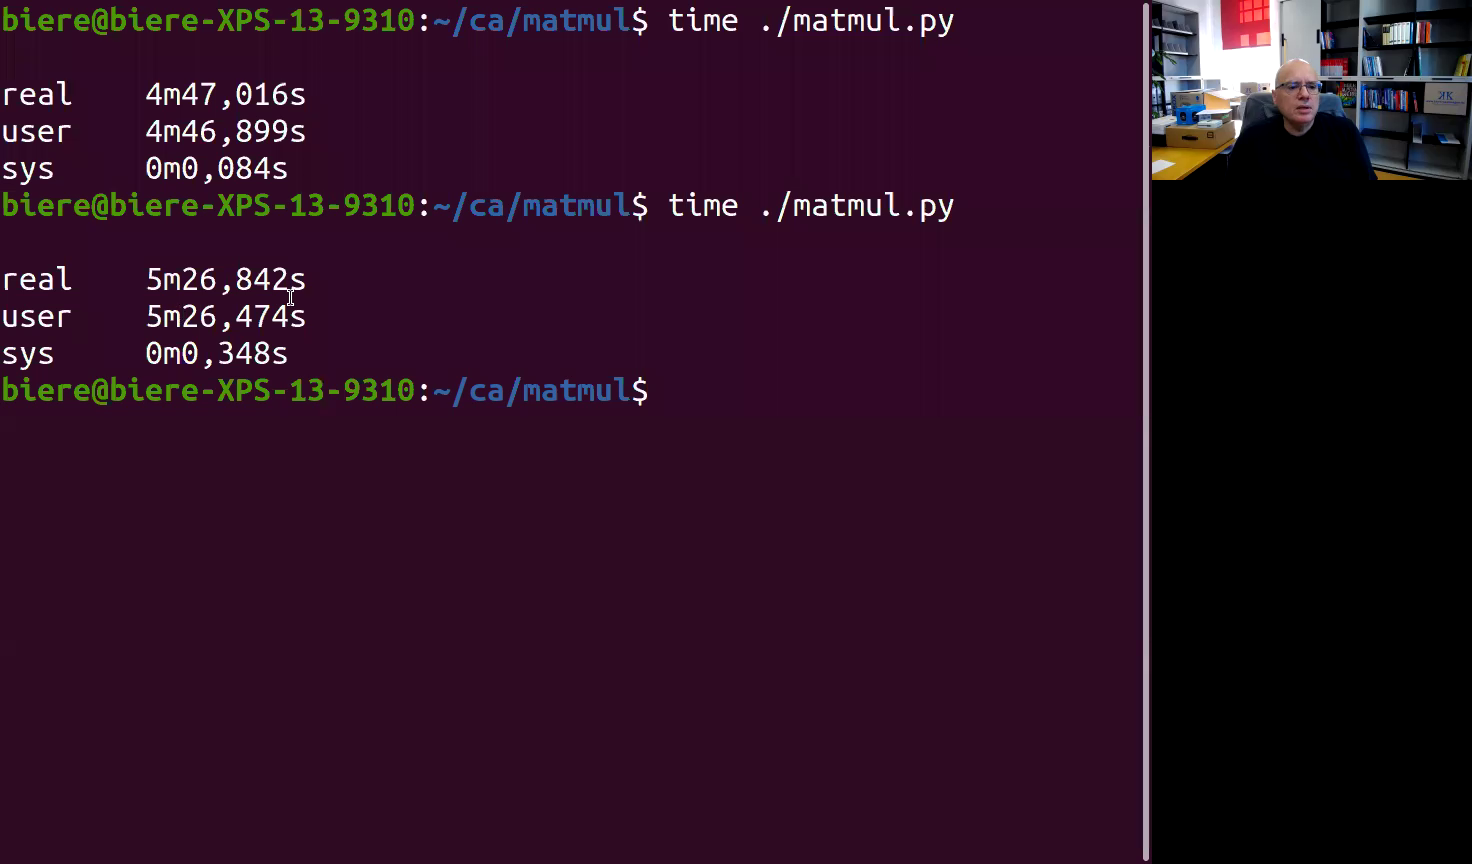 biere@biere-XPS-13-9310:~/ca/matmul$ time ./matmul.py
real 4m47,016s
user 4m46,899s
sys 0m0,084s
biere@biere-XPS-13-9310:~/ca/matmul$ time ./matmul.py
real 5m26,842s
user 5m26,474s
sys 0m0,348s
biere@biere-XPS-13-9310:~/ca/matmul$